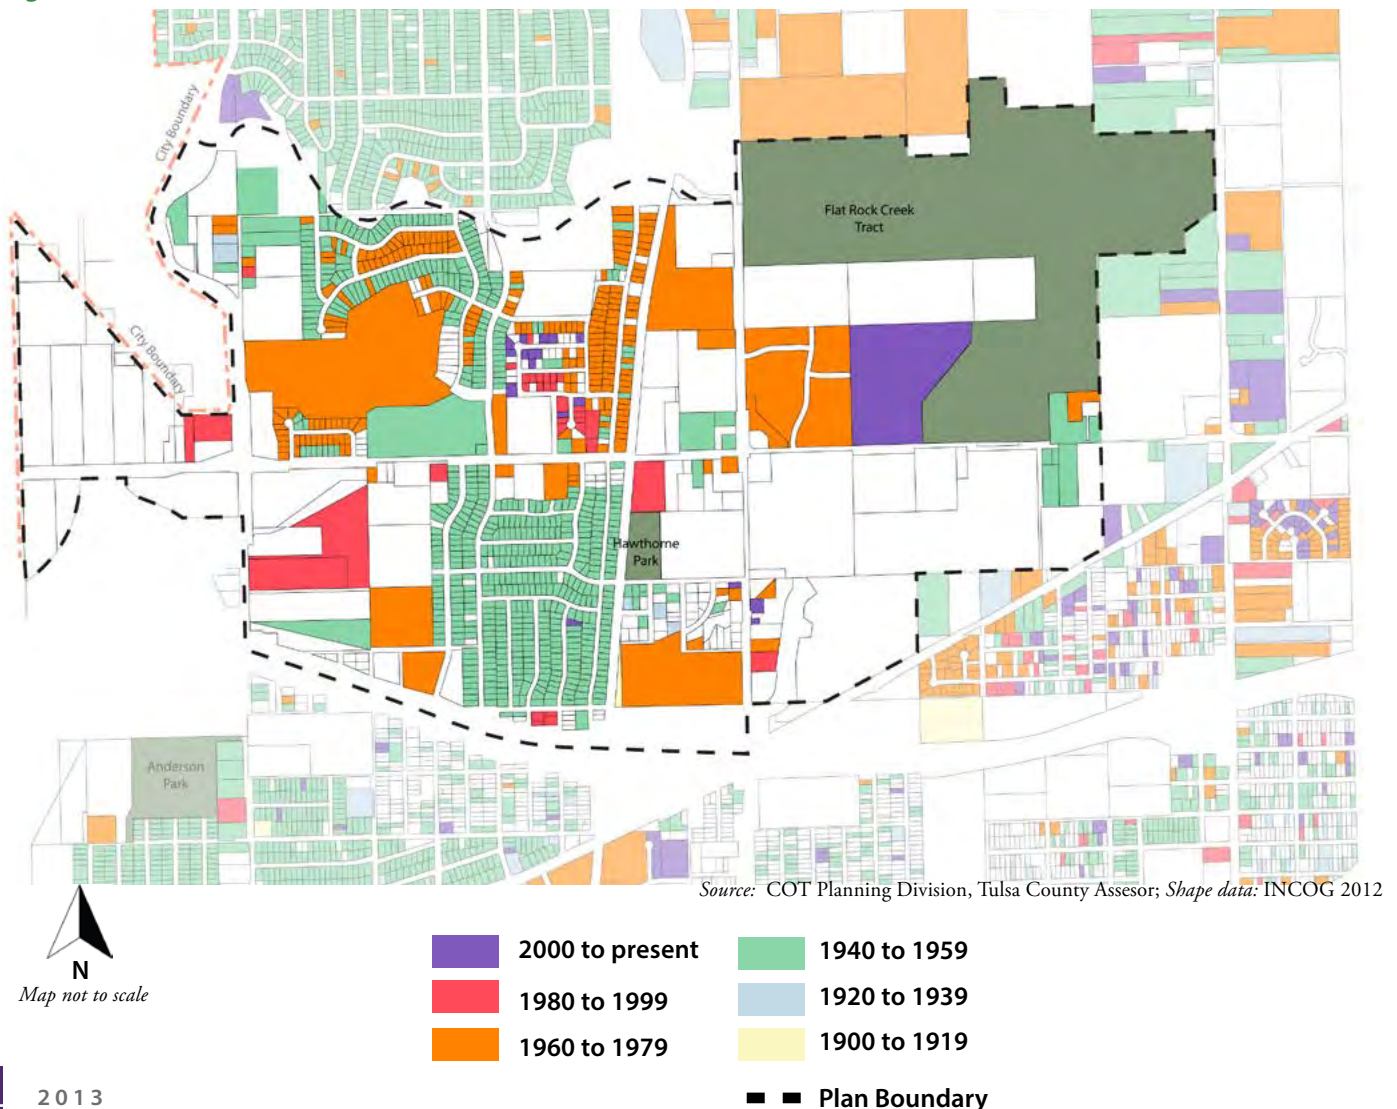 City Boundary
Flat Rock Creek
Tract
City Boundary
Hawthorne
Park
Anderson
Park
Source: COT Planning Division, Tulsa County Assesor; Shape data: INCOG 2012
N
Map not to scale
2000 to present
1980 to 1999
1960 to 1979
1940 to 1959
1920 to 1939
1900 to 1919
Plan Boundary
2013